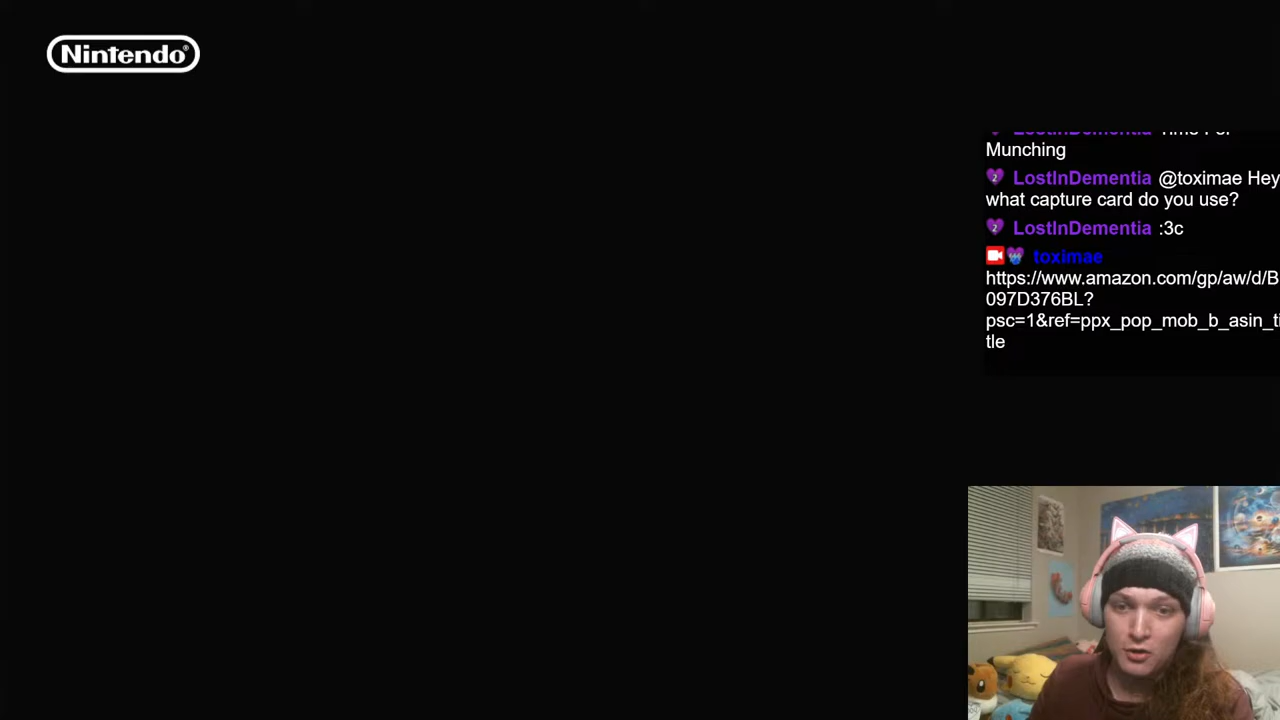 Nintendo®
LostInDementia
Munching
LostInDementia @toximae Hey
what capture card do you use?
LostInDementia :3c
toximae
https://www.amazon.com/gp/aw/d/B
097D376BL?
psc=1&ref=ppx_pop_mob_b_asin_ti
tle